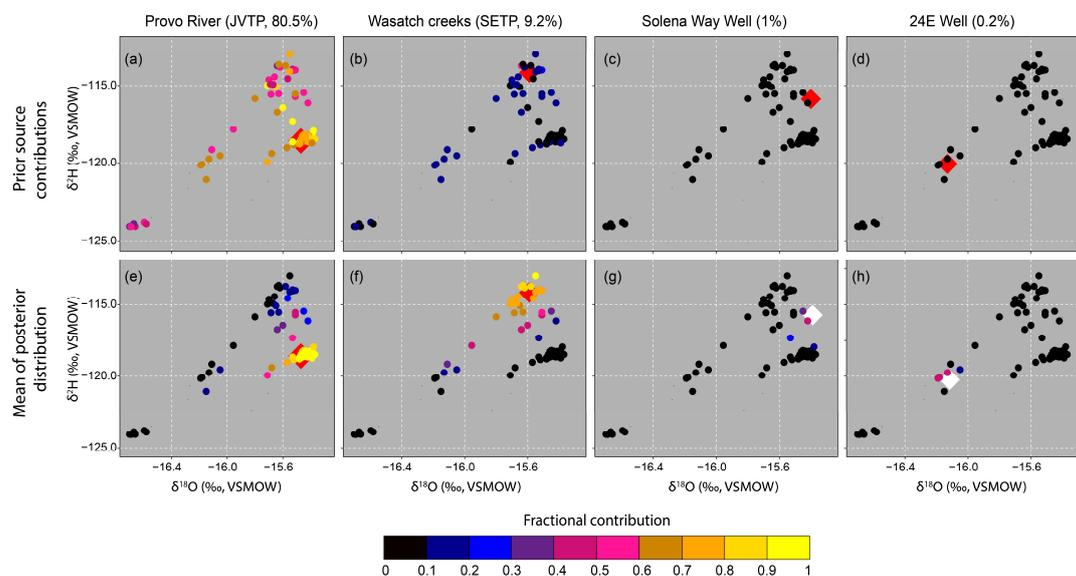 Provo River (JVTP, 80.5%) Wasatch creeks (SETP, 9.2%) Solena Way Well (1%) 24E Well (0.2%)
Prior source
contributions
δ²H (‰, VSMOW)
(a) (b) (c) (d)
−115.0
−120.0
−125.0
Mean of posterior
distribution
δ²H (‰, VSMOW)
(e) (f) (g) (h)
−115.0
−120.0
−125.0
−16.4 −16.0 −15.6 −16.4 −16.0 −15.6 −16.4 −16.0 −15.6 −16.4 −16.0 −15.6
δ¹⁸O (‰, VSMOW) δ¹⁸O (‰, VSMOW) δ¹⁸O (‰, VSMOW) δ¹⁸O (‰, VSMOW)
Fractional contribution
0 0.1 0.2 0.3 0.4 0.5 0.6 0.7 0.8 0.9 1